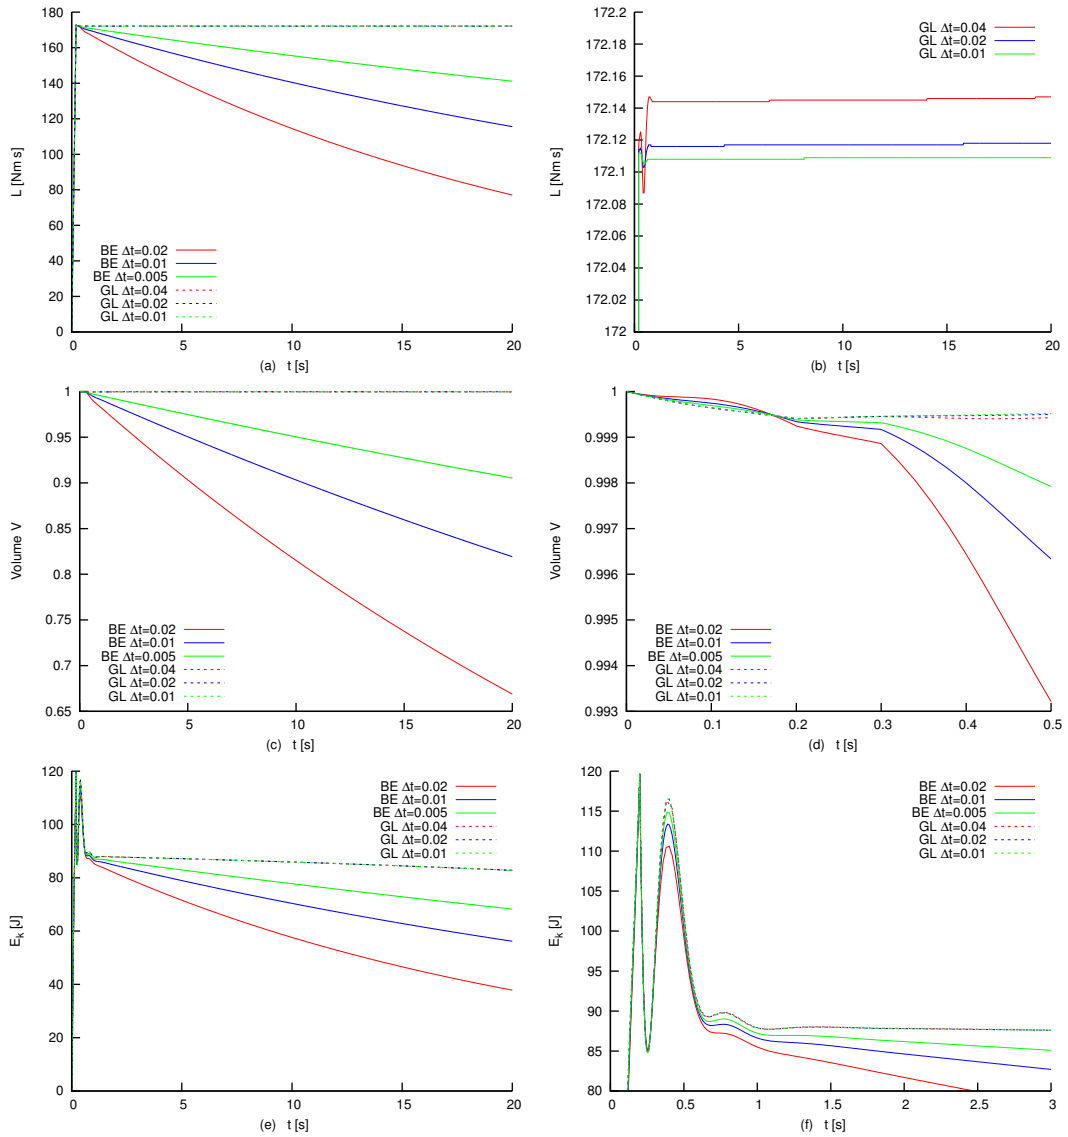 L [Nm s]
180
160
140
120
100
80
60
40
20
0
BE Δt=0.02
BE Δt=0.01
BE Δt=0.005
GL Δt=0.04
GL Δt=0.02
GL Δt=0.01
0 5 10 15 20
(a) t [s]
L [Nm s]
172.2
172.18
172.16
172.14
172.12
172.1
172.08
172.06
172.04
172.02
172
GL Δt=0.04
GL Δt=0.02
GL Δt=0.01
0 5 10 15 20
(b) t [s]
Volume V
1
0.95
0.9
0.85
0.8
0.75
0.7
0.65
BE Δt=0.02
BE Δt=0.01
BE Δt=0.005
GL Δt=0.04
GL Δt=0.02
GL Δt=0.01
0 5 10 15 20
(c) t [s]
Volume V
1
0.999
0.998
0.997
0.996
0.995
0.994
0.993
BE Δt=0.02
BE Δt=0.01
BE Δt=0.005
GL Δt=0.04
GL Δt=0.02
GL Δt=0.01
0 0.1 0.2 0.3 0.4 0.5
(d) t [s]
E_k [J]
120
100
80
60
40
20
0
BE Δt=0.02
BE Δt=0.01
BE Δt=0.005
GL Δt=0.04
GL Δt=0.02
GL Δt=0.01
0 5 10 15 20
(e) t [s]
E_k [J]
120
115
110
105
100
95
90
85
80
BE Δt=0.02
BE Δt=0.01
BE Δt=0.005
GL Δt=0.04
GL Δt=0.02
GL Δt=0.01
0 0.5 1 1.5 2 2.5 3
(f) t [s]